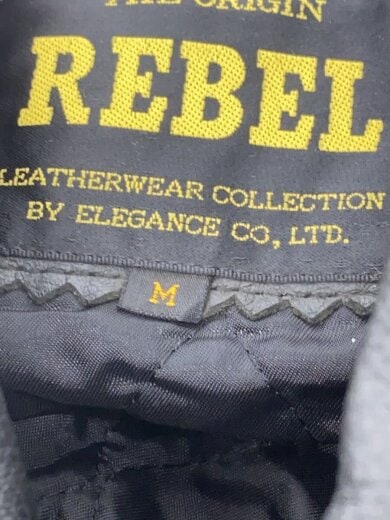 THE ORIGIN
REBEL
LEATHERWEAR COLLECTION
BY ELEGANCE CO, LTD.
M